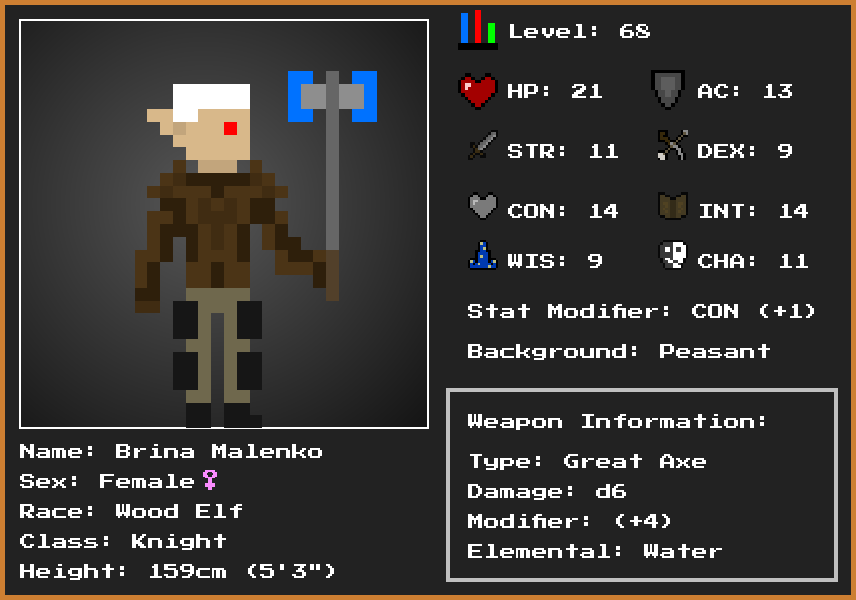 Level: 68
HP: 21 AC: 13
STR: 11 DEX: 9
CON: 14 INT: 14
WIS: 9 CHA: 11
Stat Modifier: CON (+1)
Background: Peasant
Weapon Information:
Type: Great Axe
Damage: d6
Modifier: (+4)
Elemental: Water
Name: Brina Malenko
Sex: Female♀
Race: Wood Elf
Class: Knight
Height: 159cm (5'3")